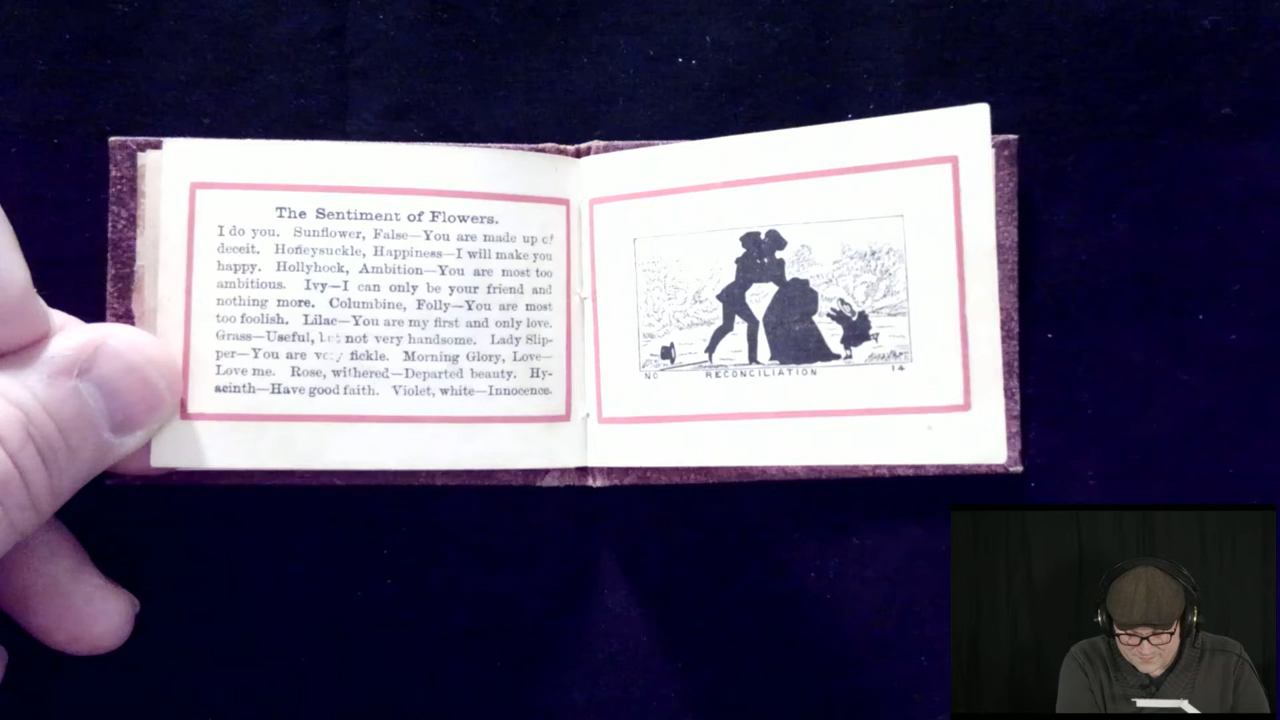 The Sentiment of Flowers.
I do you. Sunflower, False—You are made up of
deceit. Honeysuckle, Happiness—I will make you
happy. Hollyhock, Ambition—You are most too
ambitious. Ivy—I can only be your friend and
nothing more. Columbine, Folly—You are most
too foolish. Lilac—You are my first and only love.
Grass—Useful, but not very handsome. Lady Slip-
per—You are very fickle. Morning Glory, Love—
Love me. Rose, withered—Departed beauty. Hy-
acinth—Have good faith. Violet, white—Innocence.
NO RECONCILIATION 14